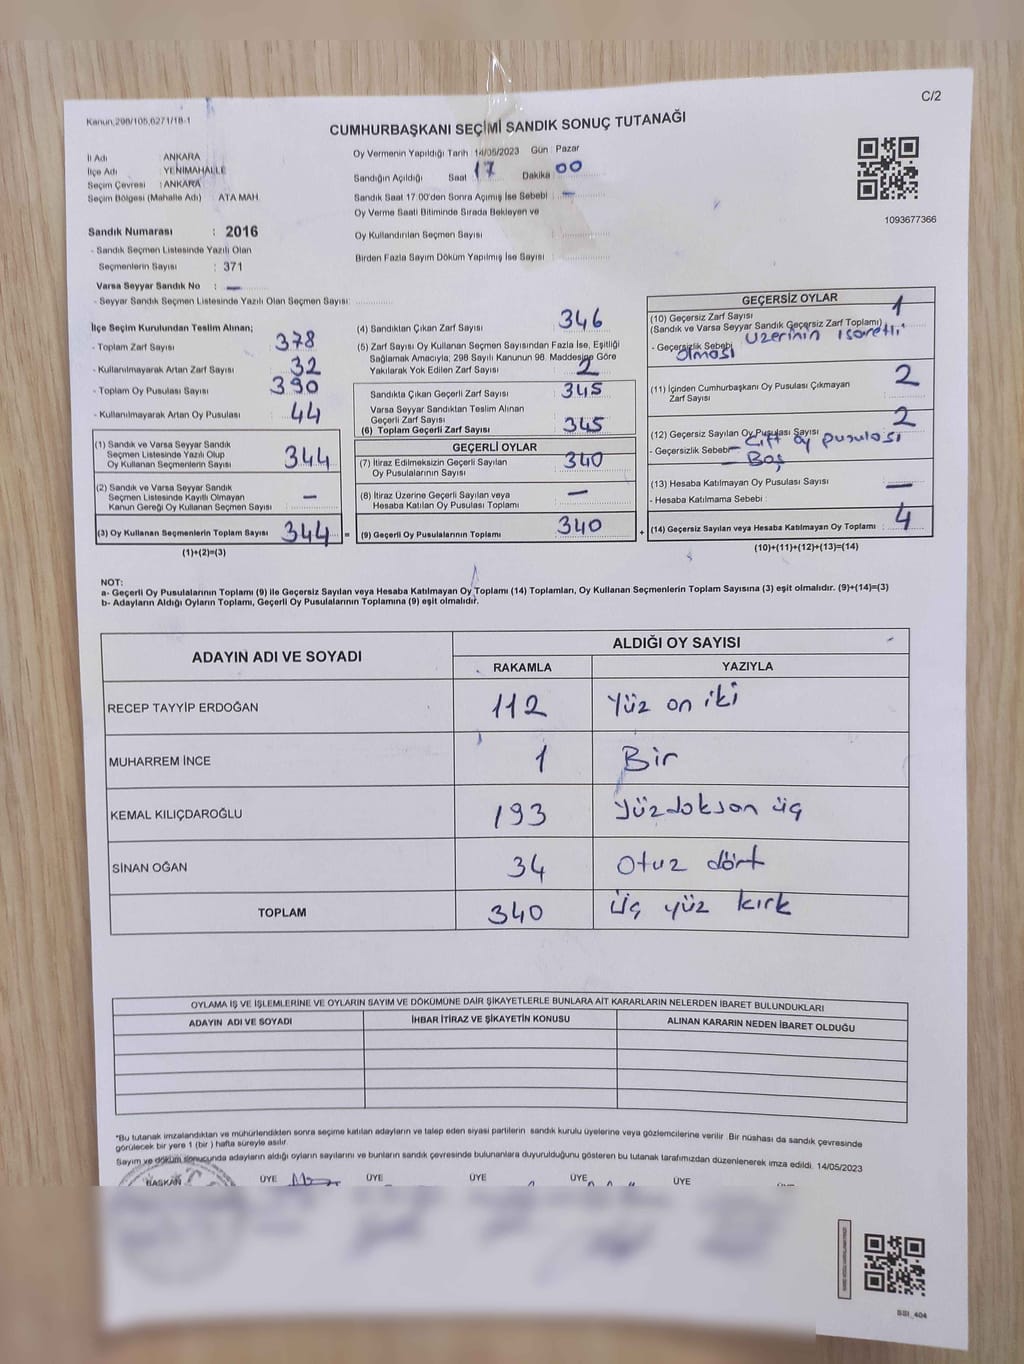 C/2
Kanun,298/105,6271/18-1
CUMHURBAŞKANI SEÇİMİ SANDIK SONUÇ TUTANAĞI
İl Adı : ANKARA
İlçe Adı : YENİMAHALLE
Seçim Çevresi : ANKARA
Seçim Bölgesi (Mahalle Adı) ATA MAH.
Oy Vermenin Yapıldığı Tarih : 14/05/2023 Gün : Pazar
Sandığın Açıldığı Saat : 17 Dakika : 00
Sandık Saat 17.00'den Sonra Açımış İse Sebebi : –
Oy Verme Saati Bitiminde Sırada Bekleyen ve
Oy Kullandırılan Seçmen Sayısı :
Birden Fazla Sayım Döküm Yapılmış İse Sayısı :
1093677366
Sandık Numarası : 2016
- Sandık Seçmen Listesinde Yazılı Olan
Seçmenlerin Sayısı : 371
Varsa Seyyar Sandık No : –
- Seyyar Sandık Seçmen Listesinde Yazılı Olan Seçmen Sayısı:
İlçe Seçim Kurulundan Teslim Alınan;
- Toplam Zarf Sayısı : 378
- Kullanılmayarak Artan Zarf Sayısı : 32
- Toplam Oy Pusulası Sayısı : 390
- Kullanılmayarak Artan Oy Pusulası : 44
(1) Sandık ve Varsa Seyyar Sandık
Seçmen Listesinde Yazılı Olup
Oy Kullanan Seçmenlerin Sayısı : 344
(2) Sandık ve Varsa Seyyar Sandık
Seçmen Listesinde Kayıtlı Olmayan
Kanun Gereği Oy Kullanan Seçmen Sayısı : –
(3) Oy Kullanan Seçmenlerin Toplam Sayısı : 344 =
(1)+(2)=(3)
(4) Sandıktan Çıkan Zarf Sayısı : 346
(5) Zarf Sayısı Oy Kullanan Seçmen Sayısından Fazla İse, Eşitliği
Sağlamak Amacıyla; 298 Sayılı Kanunun 98. Maddesine Göre
Yakılarak Yok Edilen Zarf Sayısı : 2
Sandıkta Çıkan Geçerli Zarf Sayısı : 345
Varsa Seyyar Sandıktan Teslim Alınan
Geçerli Zarf Sayısı :
(6) Toplam Geçerli Zarf Sayısı : 345
GEÇERLİ OYLAR
(7) İtiraz Edilmeksizin Geçerli Sayılan
Oy Pusulalarının Sayısı : 340
(8) İtiraz Üzerine Geçerli Sayılan veya
Hesaba Katılan Oy Pusulası Toplamı : –
(9) Geçerli Oy Pusulalarının Toplamı : 340 +
GEÇERSİZ OYLAR
(10) Geçersiz Zarf Sayısı 1
(Sandık ve Varsa Seyyar Sandık Geçersiz Zarf Toplamı) :
- Geçersizlik Sebebi : üzerinin işaretli
olması
(11) İçinden Cumhurbaşkanı Oy Pusulası Çıkmayan
Zarf Sayısı : 2
(12) Geçersiz Sayılan Oy Pusulası Sayısı : 2
- Geçersizlik Sebebi : – Çift oy pusulası
– Boş
(13) Hesaba Katılmayan Oy Pusulası Sayısı : –
- Hesaba Katılmama Sebebi :
(14) Geçersiz Sayılan veya Hesaba Katılmayan Oy Toplamı : 4
(10)+(11)+(12)+(13)=(14)
NOT:
a- Geçerli Oy Pusulalarının Toplamı (9) ile Geçersiz Sayılan veya Hesaba Katılmayan Oy Toplamı (14) Toplamları, Oy Kullanan Seçmenlerin Toplam Sayısına (3) eşit olmalıdır. (9)+(14)=(3)
b- Adayların Aldığı Oyların Toplamı, Geçerli Oy Pusulalarının Toplamına (9) eşit olmalıdır.
ADAYIN ADI VE SOYADI
ALDIĞI OY SAYISI
RAKAMLA YAZIYLA
RECEP TAYYİP ERDOĞAN 112 Yüz on iki
MUHARREM İNCE 1 Bir
KEMAL KILIÇDAROĞLU 193 Yüzdoksan üç
SİNAN OĞAN 34 Otuz dört
TOPLAM 340 Üç yüz kırk
OYLAMA İŞ VE İŞLEMLERİNE VE OYLARIN SAYIM VE DÖKÜMÜNE DAİR ŞİKAYETLERLE BUNLARA AİT KARARLARIN NELERDEN İBARET BULUNDUKLARI
ADAYIN ADI VE SOYADI İHBAR İTİRAZ VE ŞİKAYETİN KONUSU ALINAN KARARIN NEDEN İBARET OLDUĞU
*Bu tutanak imzalandıktan ve mühürlendikten sonra seçime katılan adayların ve talep eden siyasi partilerin sandık kurulu üyelerine veya gözlemcilerine verilir. Bir nüshası da sandık çevresinde
görülecek bir yere 1 (bir) hafta süreyle asılır.
Sayım ve döküm sonucunda adayların aldığı oyların sayılarını ve bunların sandık çevresinde bulunanlara duyurulduğunu gösteren bu tutanak tarafımızdan düzenlenerek imza edildi. 14/05/2023
BAŞKAN ÜYE ÜYE ÜYE ÜYE ÜYE
SSI_404